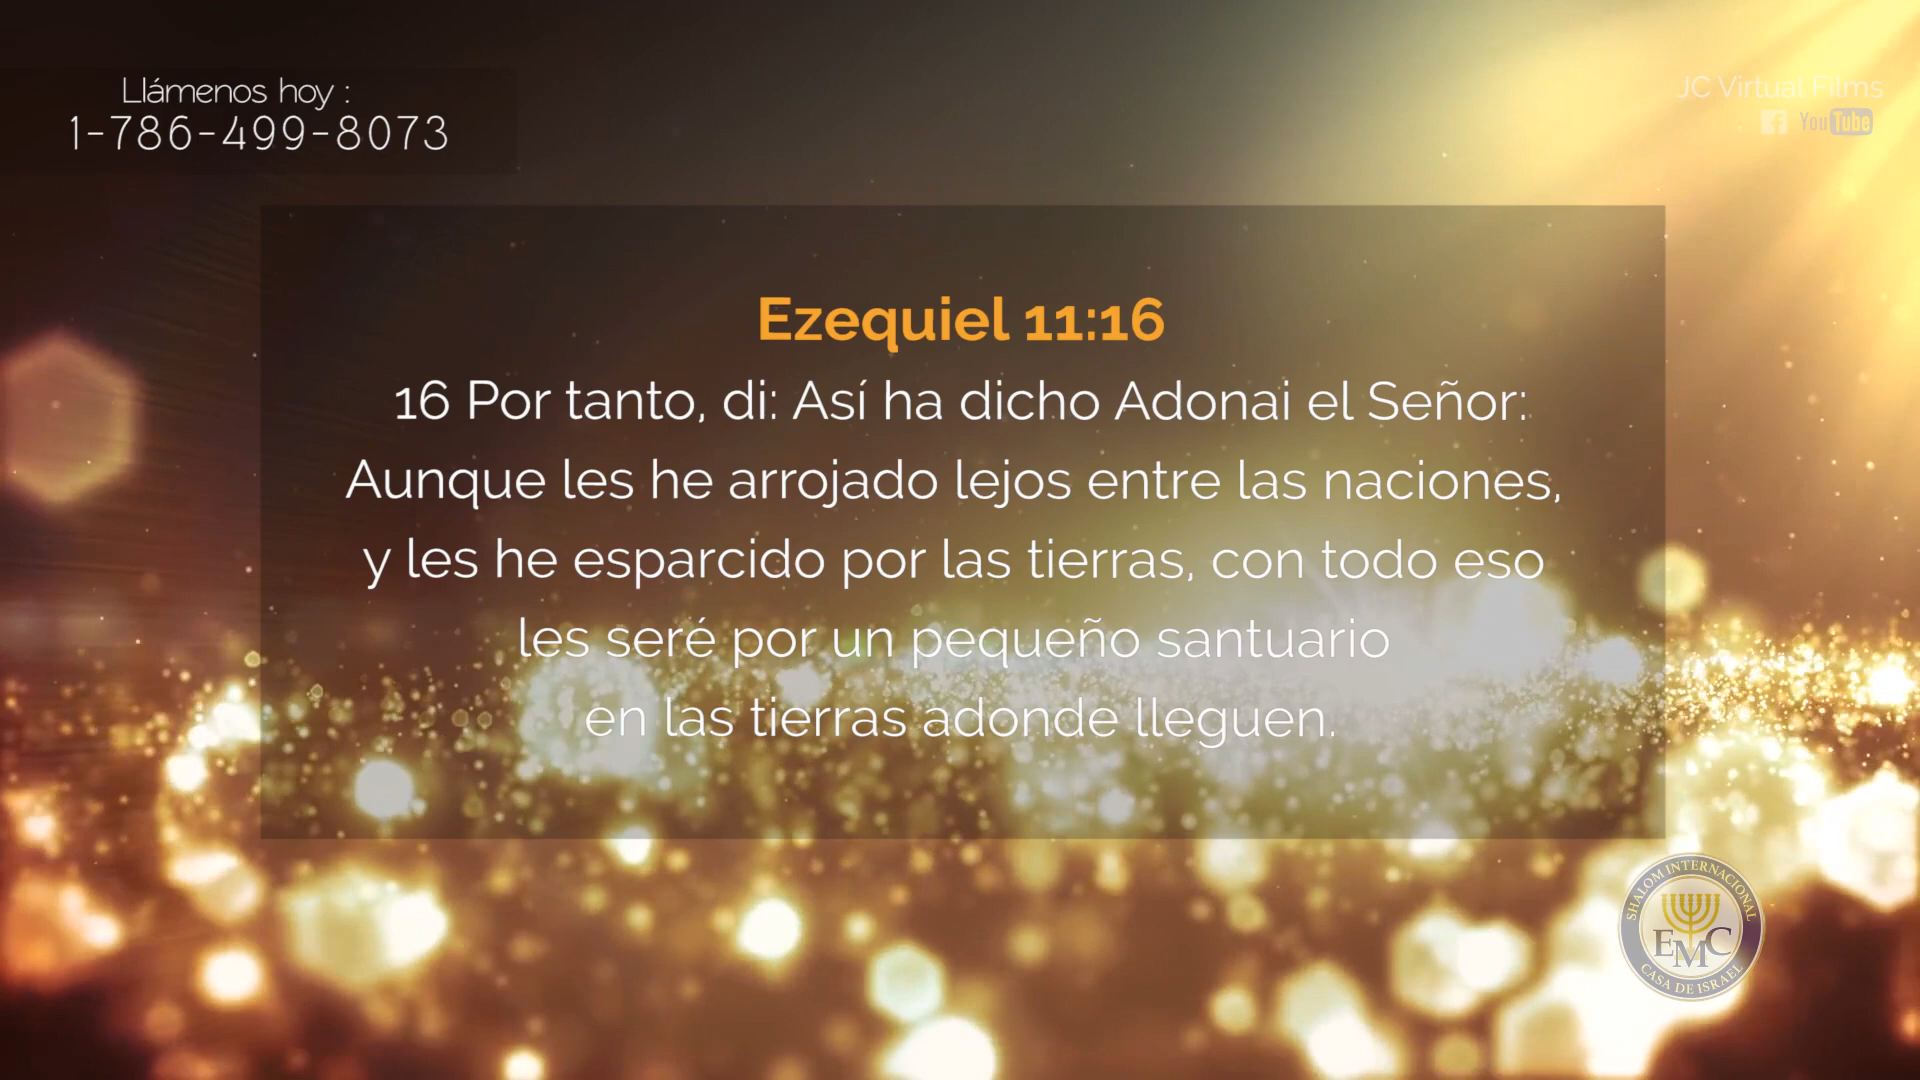 Llámenos hoy :
1-786-499-8073
JC Virtual Films
f YouTube
Ezequiel 11:16
16 Por tanto, di: Así ha dicho Adonai el Señor:
Aunque les he arrojado lejos entre las naciones,
y les he esparcido por las tierras, con todo eso
les seré por un pequeño santuario
en las tierras adonde lleguen.
SHALOM INTERNACIONAL
EMC
CASA DE ISRAEL